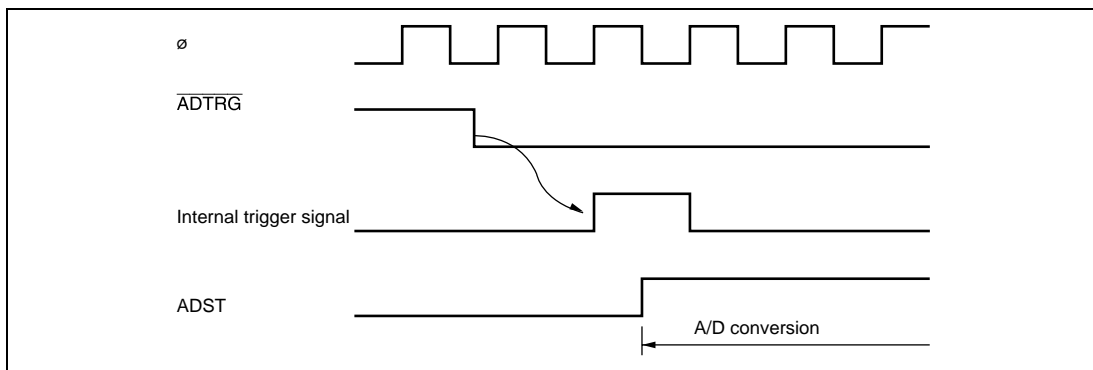 ø
ADTRG
Internal trigger signal
ADST
A/D conversion